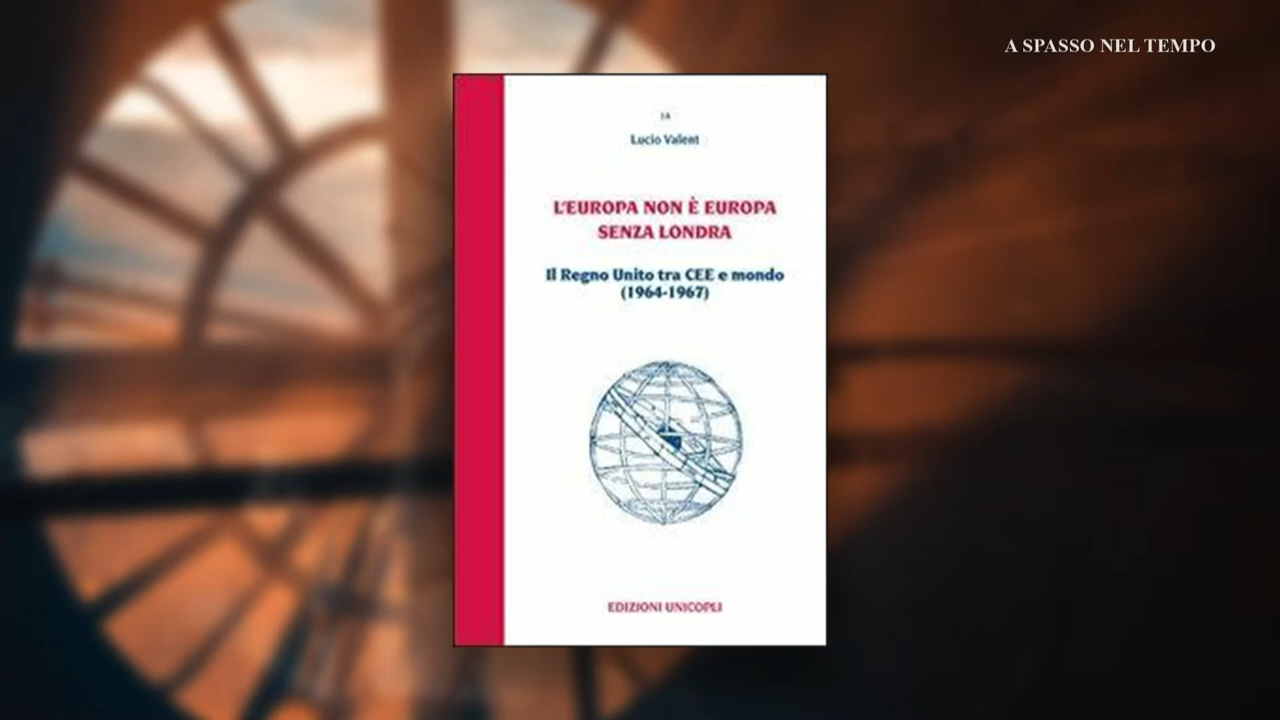 A SPASSO NEL TEMPO
Lucio Valent
L'EUROPA NON È EUROPA
SENZA LONDRA
Il Regno Unito tra CEE e mondo
(1964-1967)
EDIZIONI UNICOPLI